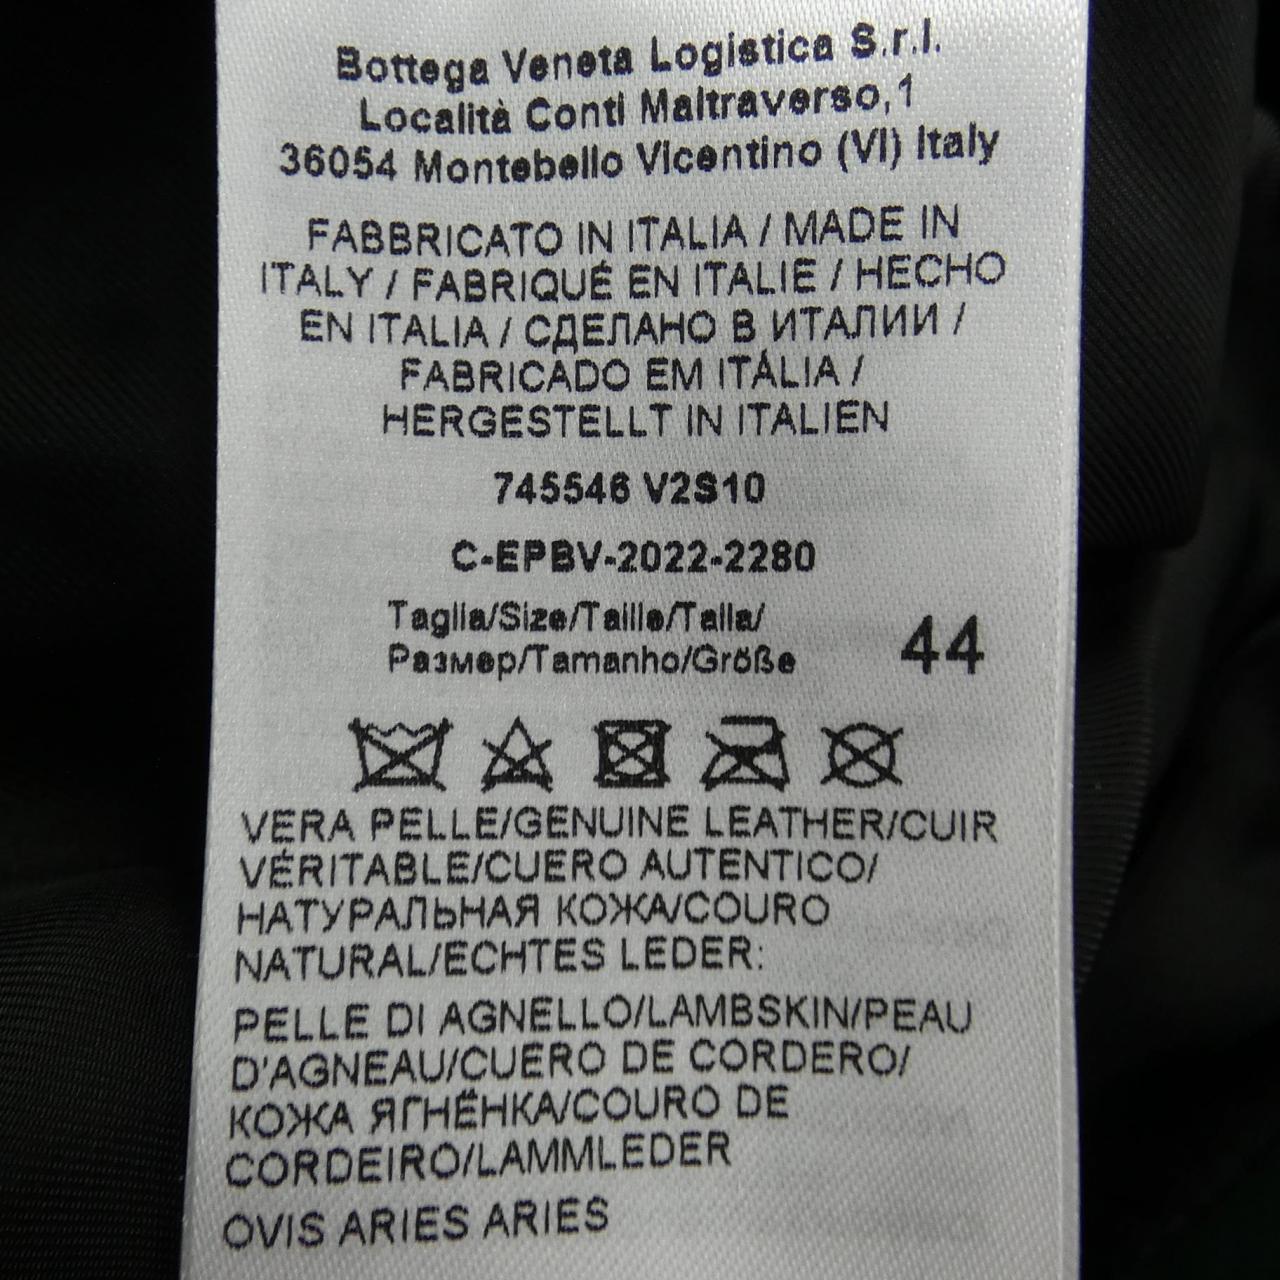 Bottega Veneta Logistica S.r.l.
Località Conti Maltraverso,1
36054 Montebello Vicentino (VI) Italy
FABBRICATO IN ITALIA / MADE IN
ITALY / FABRIQUÉ EN ITALIE / HECHO
EN ITALIA / СДЕЛАНО В ИТАЛИИ /
FABRICADO EM ITÁLIA /
HERGESTELLT IN ITALIEN
745546 V2S10
C-EPBV-2022-2280
Taglia/Size/Taille/Talla/
Размер/Tamanho/Größe 44
VERA PELLE/GENUINE LEATHER/CUIR
VÉRITABLE/CUERO AUTENTICO/
НАТУРАЛЬНАЯ КОЖА/COURO
NATURAL/ECHTES LEDER:
PELLE DI AGNELLO/LAMBSKIN/PEAU
D'AGNEAU/CUERO DE CORDERO/
КОЖА ЯГНЁНКА/COURO DE
CORDEIRO/LAMMLEDER
OVIS ARIES ARIES